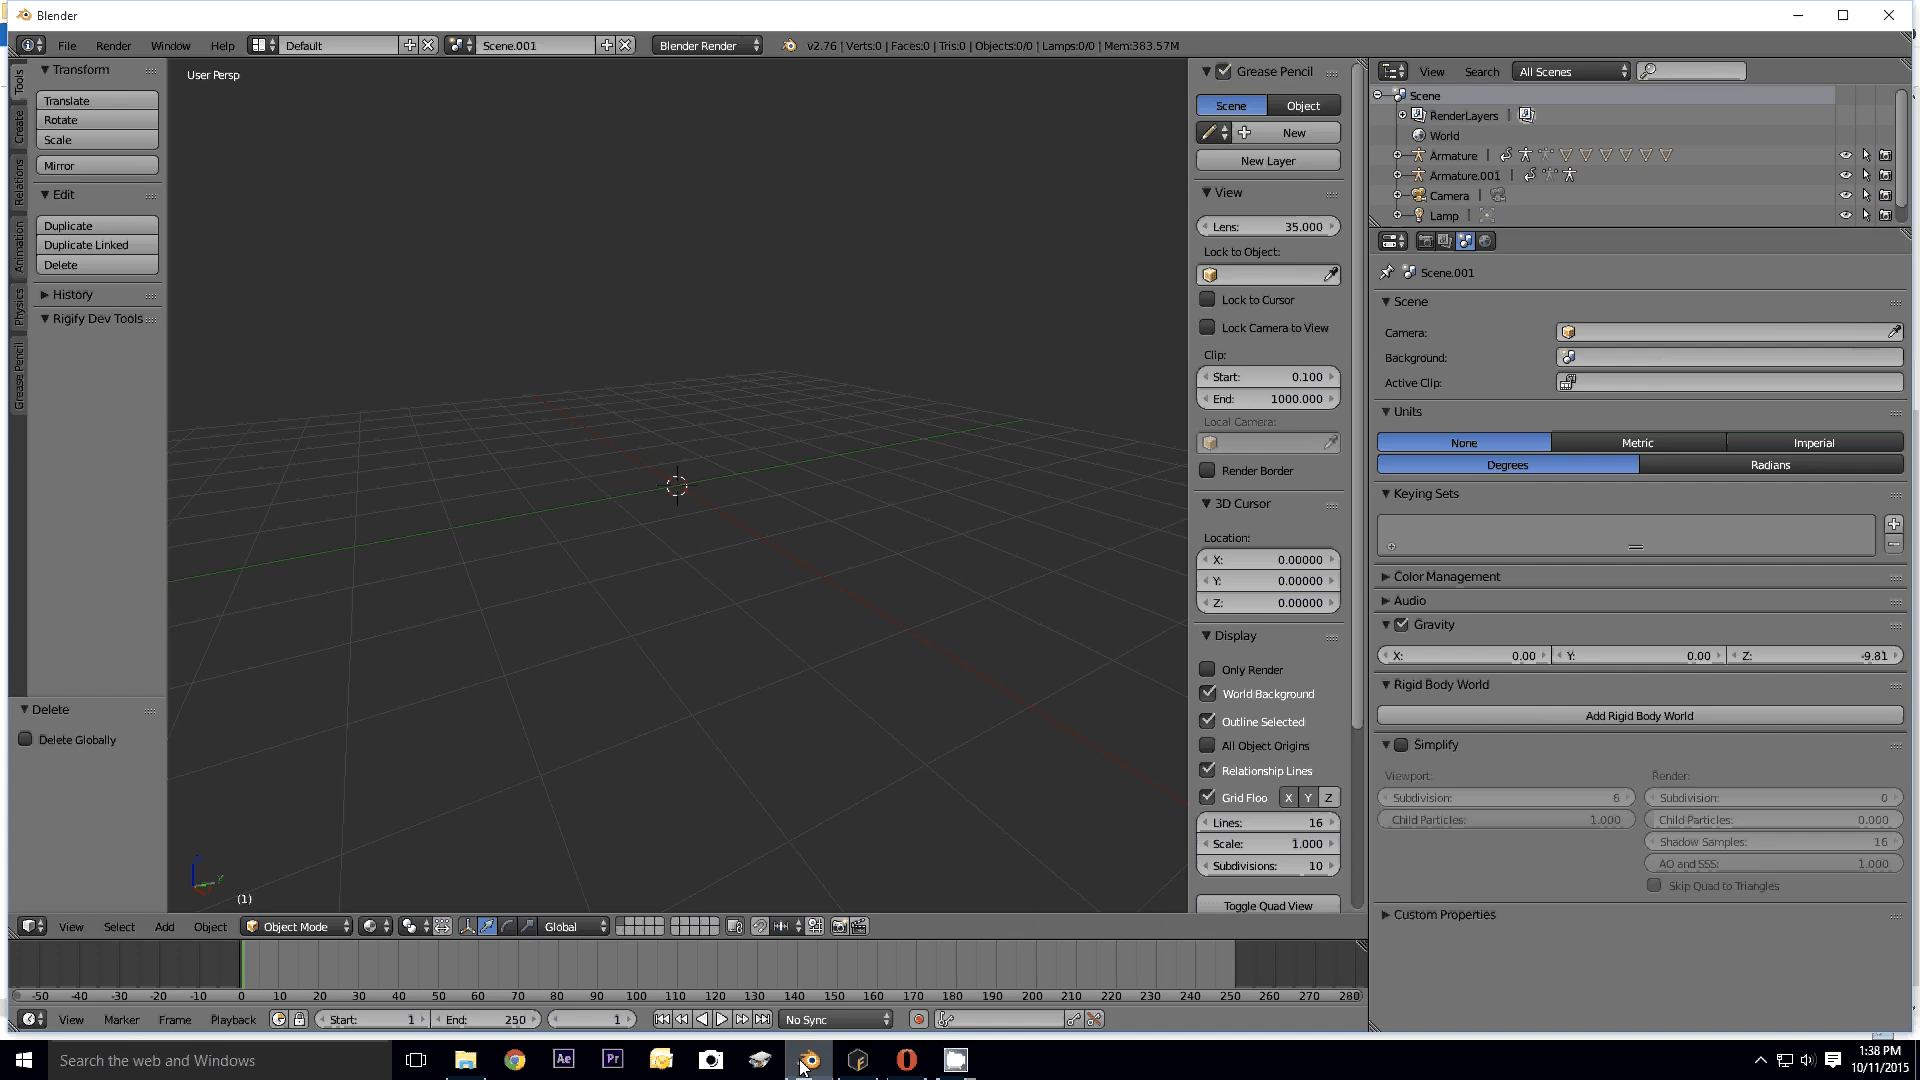 Blender
File Render Window Help Default Scene.001 Blender Render v2.76 | Verts:0 | Faces:0 | Tris:0 | Objects:0/0 | Lamps:0/0 | Mem:383.57M
Tools
Create
Relations
Animation
Physics
Grease Pencil
Transform
Translate
Rotate
Scale
Mirror
Edit
Duplicate
Duplicate Linked
Delete
History
Rigify Dev Tools
Delete
Delete Globally
User Persp
(1)
Grease Pencil
Scene Object
New
New Layer
View
Lens: 35.000
Lock to Object:
Lock to Cursor
Lock Camera to View
Clip:
Start: 0.100
End: 1000.000
Local Camera:
Render Border
3D Cursor
Location:
X: 0.00000
Y: 0.00000
Z: 0.00000
Display
Only Render
World Background
Outline Selected
All Object Origins
Relationship Lines
Grid Floo X Y Z
Lines: 16
Scale: 1.000
Subdivisions: 10
Toggle Quad View
View Search All Scenes
Scene
RenderLayers |
World
Armature |
Armature.001 |
Camera |
Lamp |
Scene.001
Scene
Camera:
Background:
Active Clip:
Units
None Metric Imperial
Degrees Radians
Keying Sets
Color Management
Audio
Gravity
X: 0.00 Y: 0.00 Z: -9.81
Rigid Body World
Add Rigid Body World
Simplify
Viewport: Render:
Subdivision: 6 Subdivision: 0
Child Particles: 1.000 Child Particles: 0.000
Shadow Samples: 16
AO and SSS: 1.000
Skip Quad to Triangles
Custom Properties
View Select Add Object Object Mode Global
-50 -40 -30 -20 -10 0 10 20 30 40 50 60 70 80 90 100 110 120 130 140 150 160 170 180 190 200 210 220 230 240 250 260 270 280
View Marker Frame Playback Start: 1 End: 250 1 No Sync
Search the web and Windows Ae Pr 1:38 PM
10/11/2015